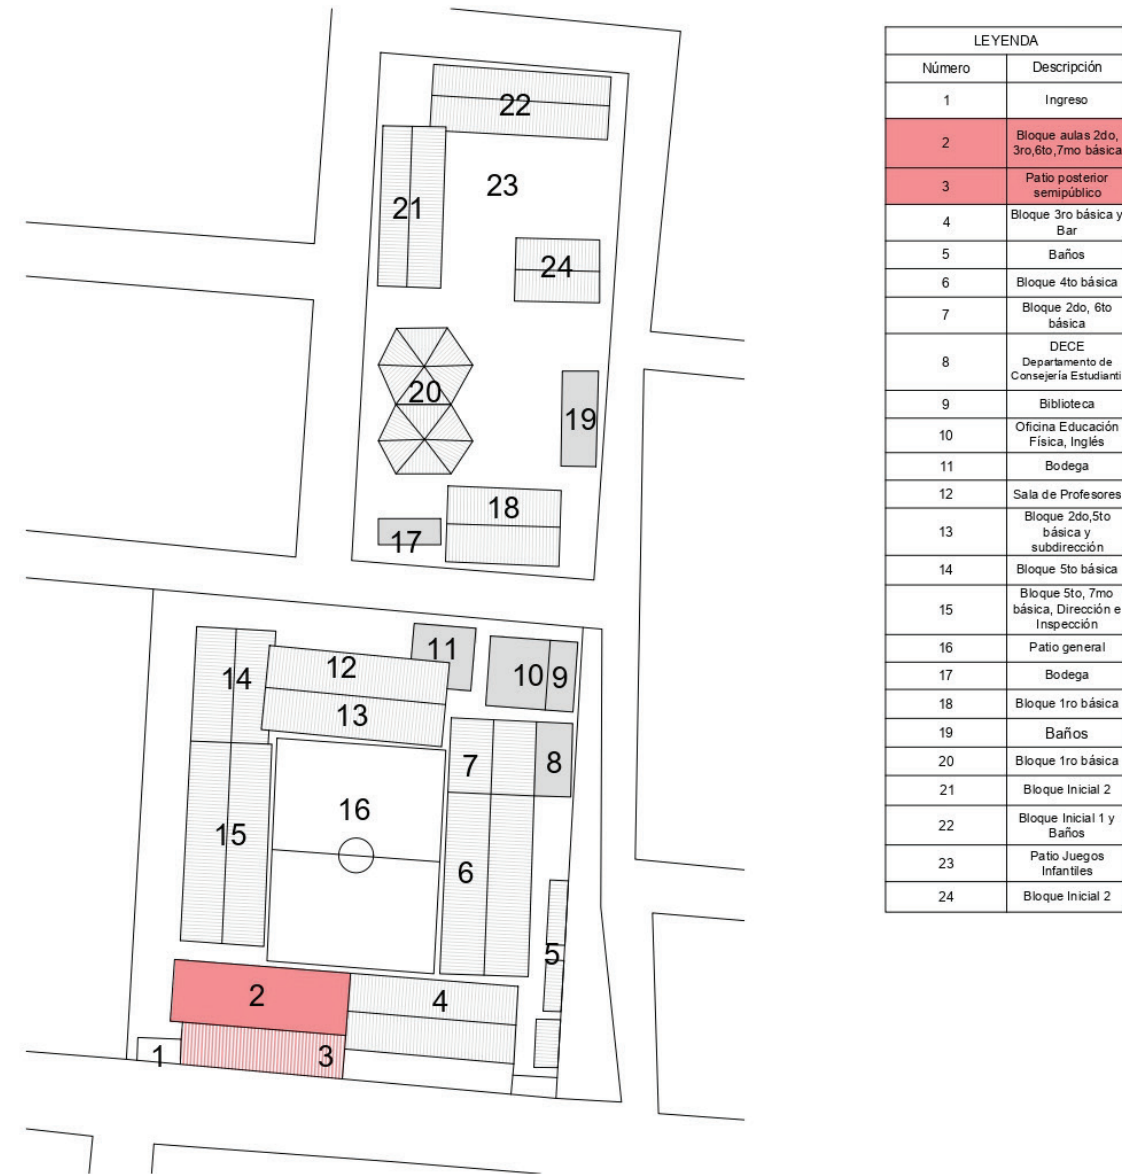 22
23
21
24
20
19
18
17
11
12
10
9
14
13
7
8
16
15
6
5
2
4
1
3
LEYENDA
Número
Descripción
1
Ingreso
2
Bloque aulas 2do,
3ro,6to,7mo básica
3
Patio posterior
semipúblico
4
Bloque 3ro básica y
Bar
5
Baños
6
Bloque 4to básica
7
Bloque 2do, 6to
básica
8
DECE
Departamento de
Consejería Estudianti
9
Biblioteca
10
Oficina Educación
Física, Inglés
11
Bodega
12
Sala de Profesores
13
Bloque 2do,5to
básica y
subdirección
14
Bloque 5to básica
15
Bloque 5to, 7mo
básica, Dirección e
Inspección
16
Patio general
17
Bodega
18
Bloque 1ro básica
19
Baños
20
Bloque 1ro básica
21
Bloque Inicial 2
22
Bloque Inicial 1 y
Baños
23
Patio Juegos
Infantiles
24
Bloque Inicial 2